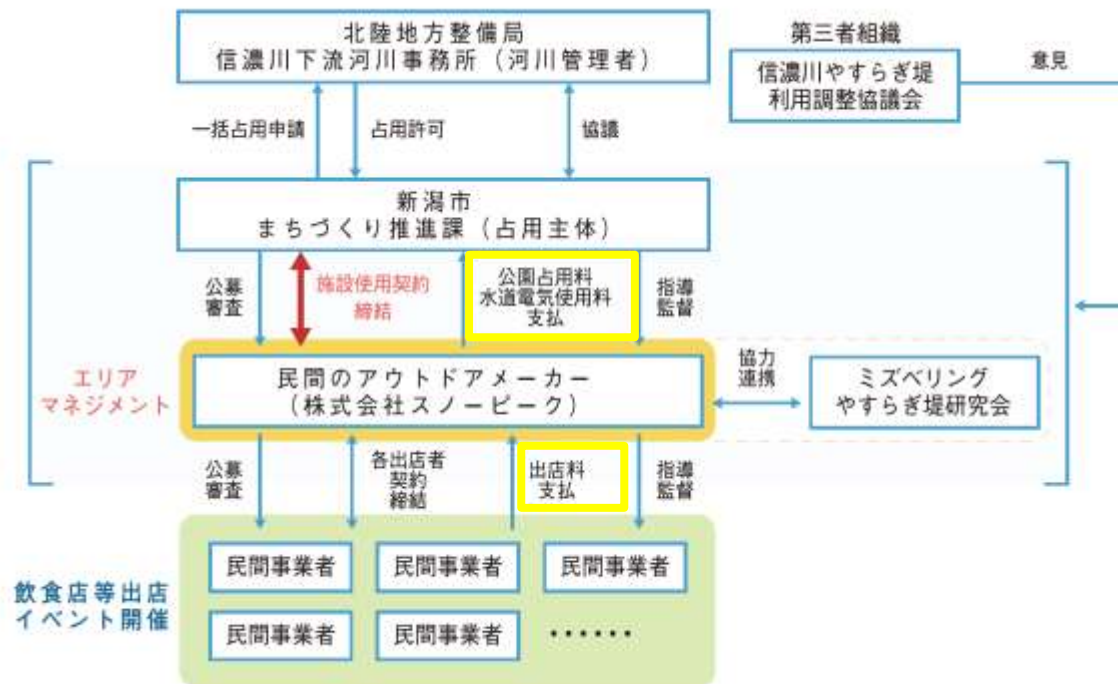 北陸地方整備局
信濃川下流河川事務所（河川管理者）
第三者組織
信濃川やすらぎ堤
利用調整協議会
意見
一括占用申請
占用許可
協議
新潟市
まちづくり推進課（占用主体）
公募
審査
施設使用契約
締結
公園占用料
水道電気使用料
支払
指導
監督
エリア
マネジメント
民間のアウトドアメーカー
（株式会社スノーピーク）
協力
連携
ミズベリング
やすらぎ堤研究会
公募
審査
各出店者
契約
締結
出店料
支払
指導
監督
飲食店等出店
イベント開催
民間事業者
民間事業者
民間事業者
民間事業者
民間事業者
・・・・・・